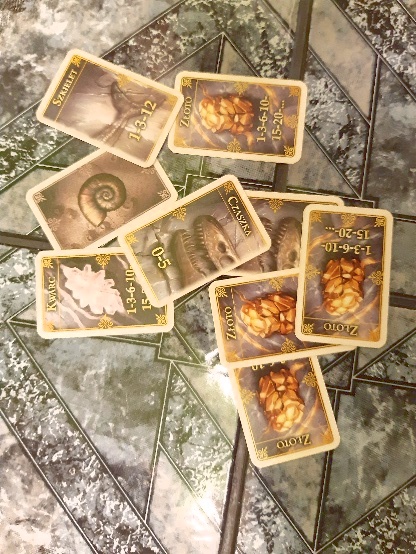 SZKIELET
1-3-12
ZŁOTO
1-3-6-10-
15-20-...
CZASZKA
0-5
KWARC
1-3-6-10
15-
ZŁOTO
1-3-6-10-
15-20-...
ZŁOTO
ZŁOTO